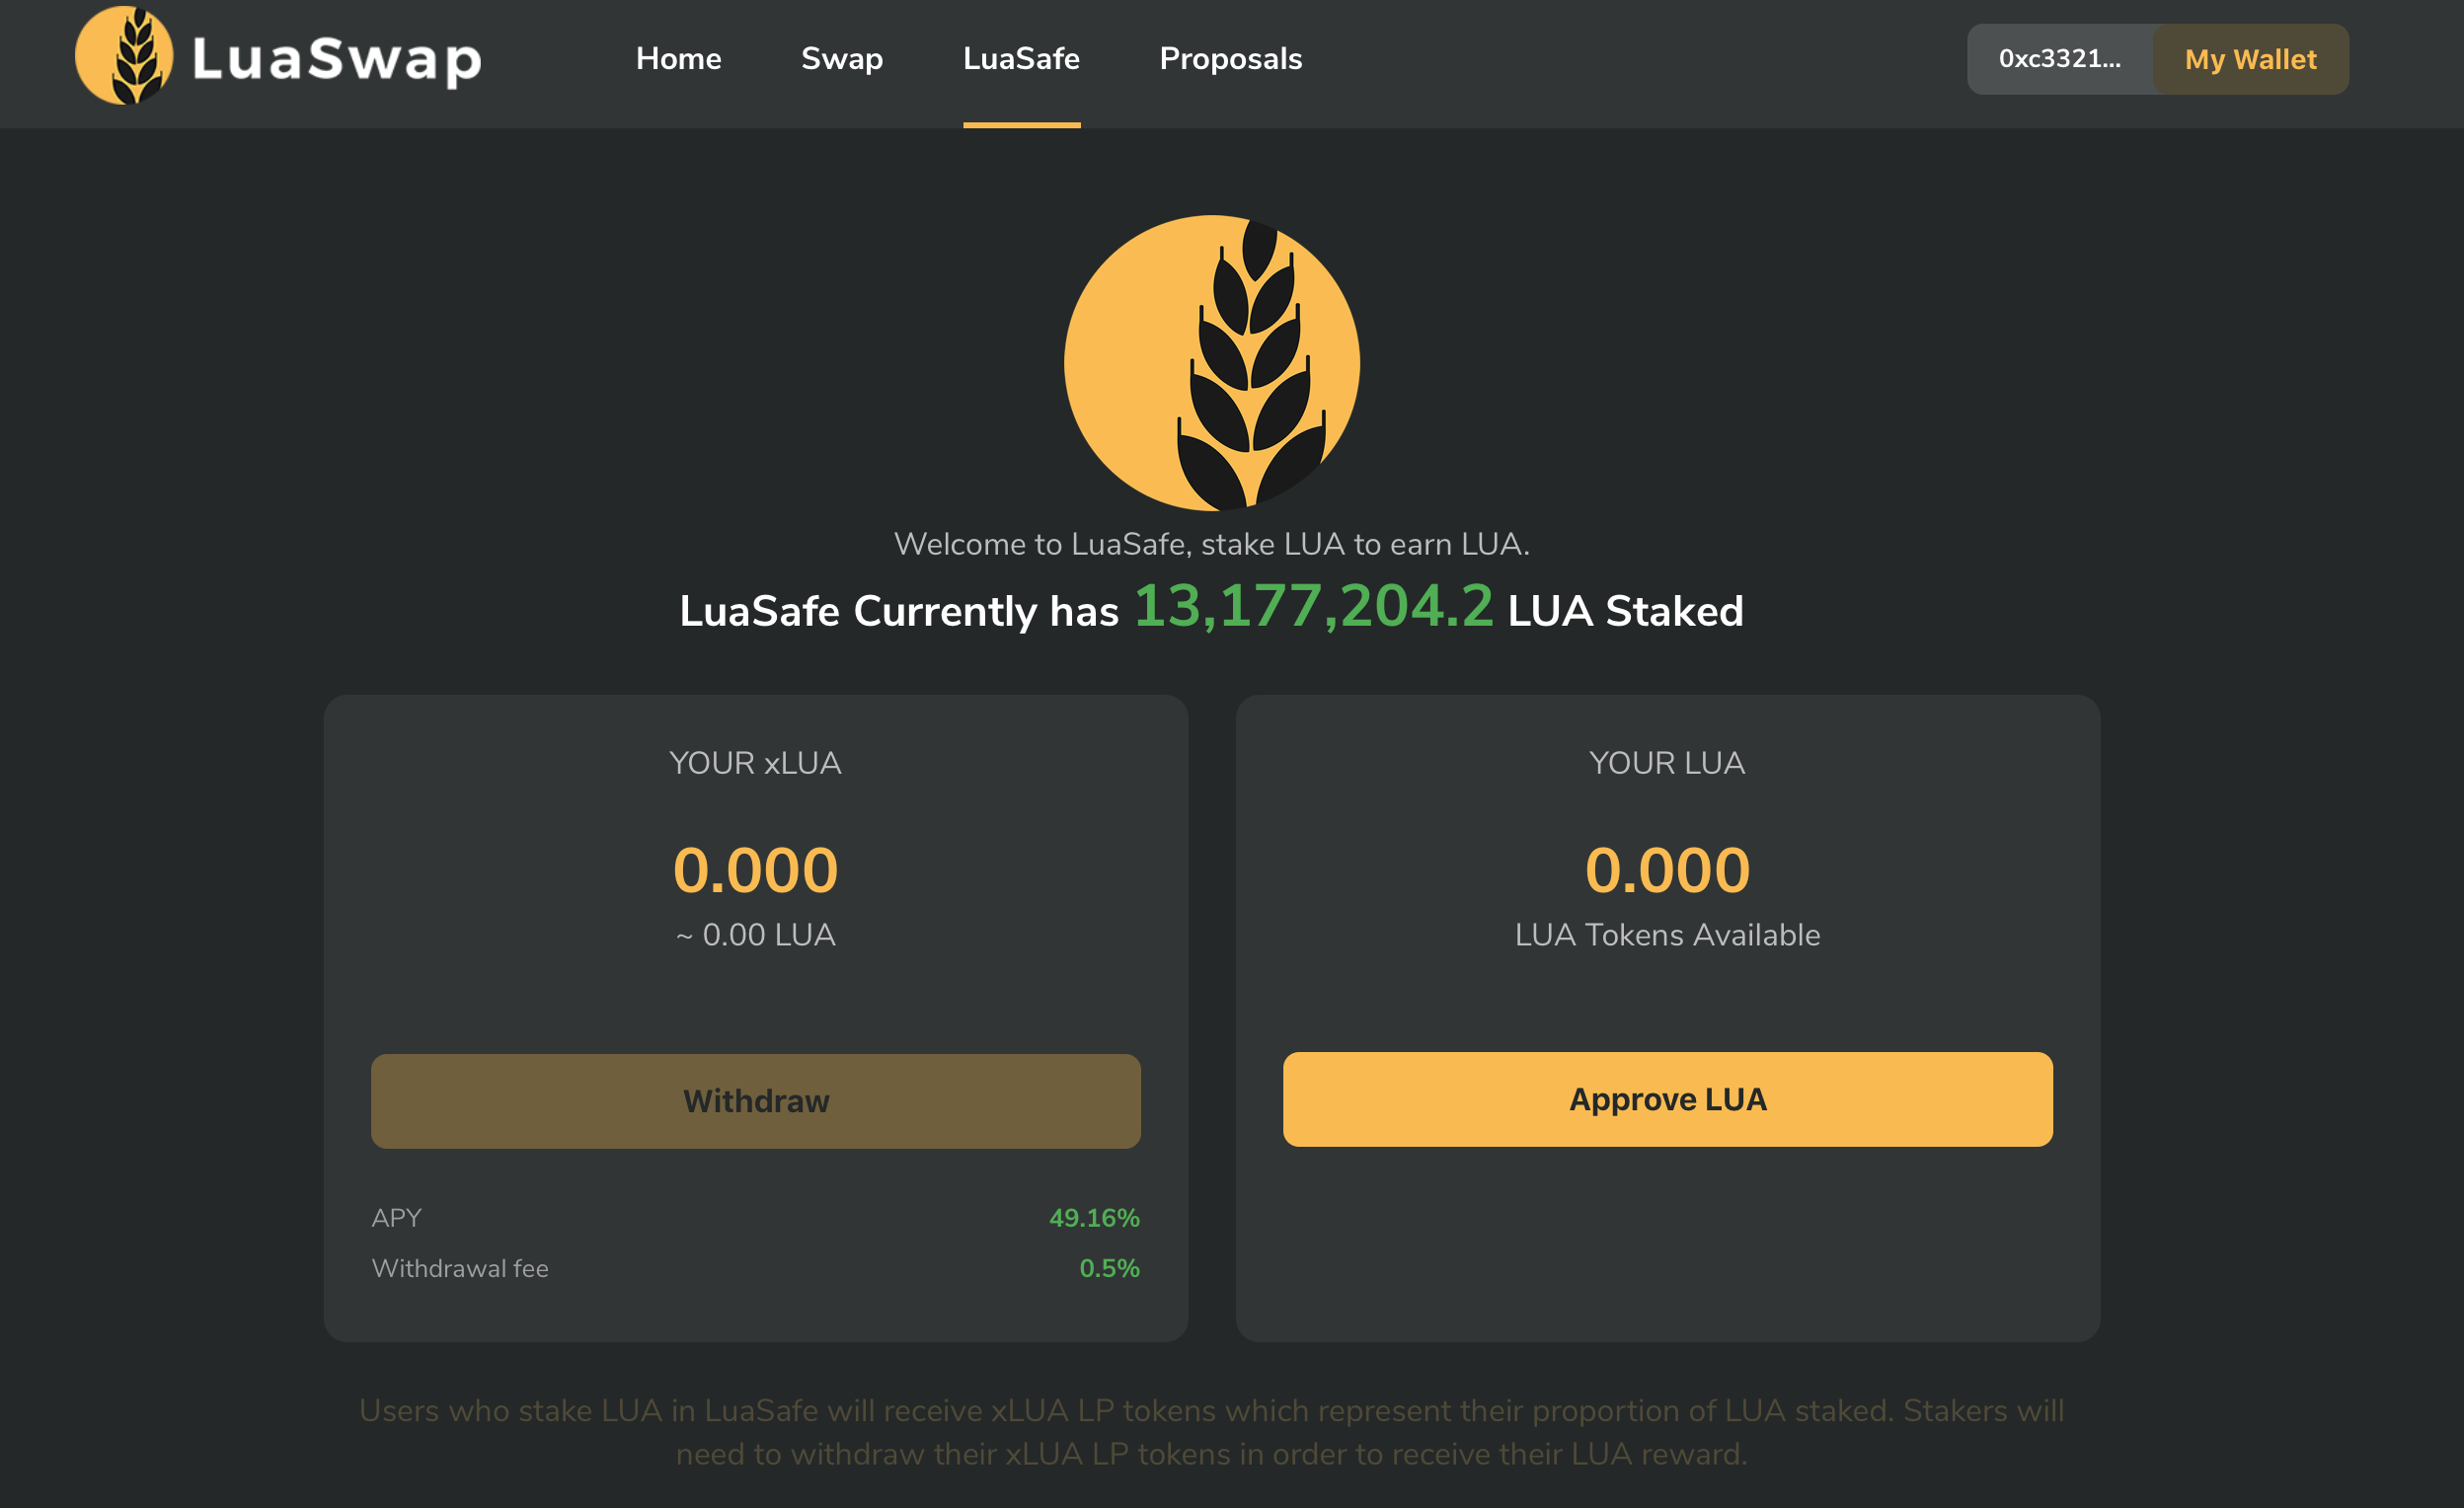 LuaSwap
Home
Swap
LuaSafe
Proposals
0xc3321...
My Wallet
Welcome to LuaSafe, stake LUA to earn LUA.
LuaSafe Currently has 13,177,204.2 LUA Staked
YOUR xLUA
0.000
~ 0.00 LUA
Withdraw
APY 49.16%
Withdrawal fee 0.5%
YOUR LUA
0.000
LUA Tokens Available
Approve LUA
Users who stake LUA in LuaSafe will receive xLUA LP tokens which represent their proportion of LUA staked. Stakers will
need to withdraw their xLUA LP tokens in order to receive their LUA reward.